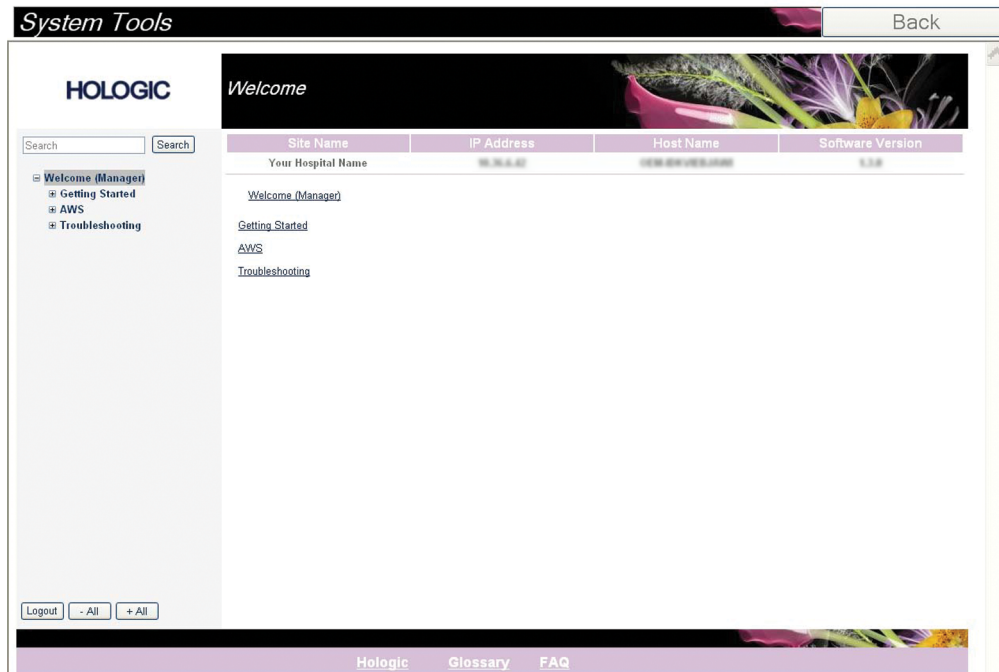 System Tools
Back
HOLOGIC
Welcome
Search Search
Site Name IP Address Host Name Software Version
Your Hospital Name
Welcome (Manager)
Getting Started
AWS
Troubleshooting
Welcome (Manager)
Getting Started
AWS
Troubleshooting
Logout - All + All
Hologic Glossary FAQ